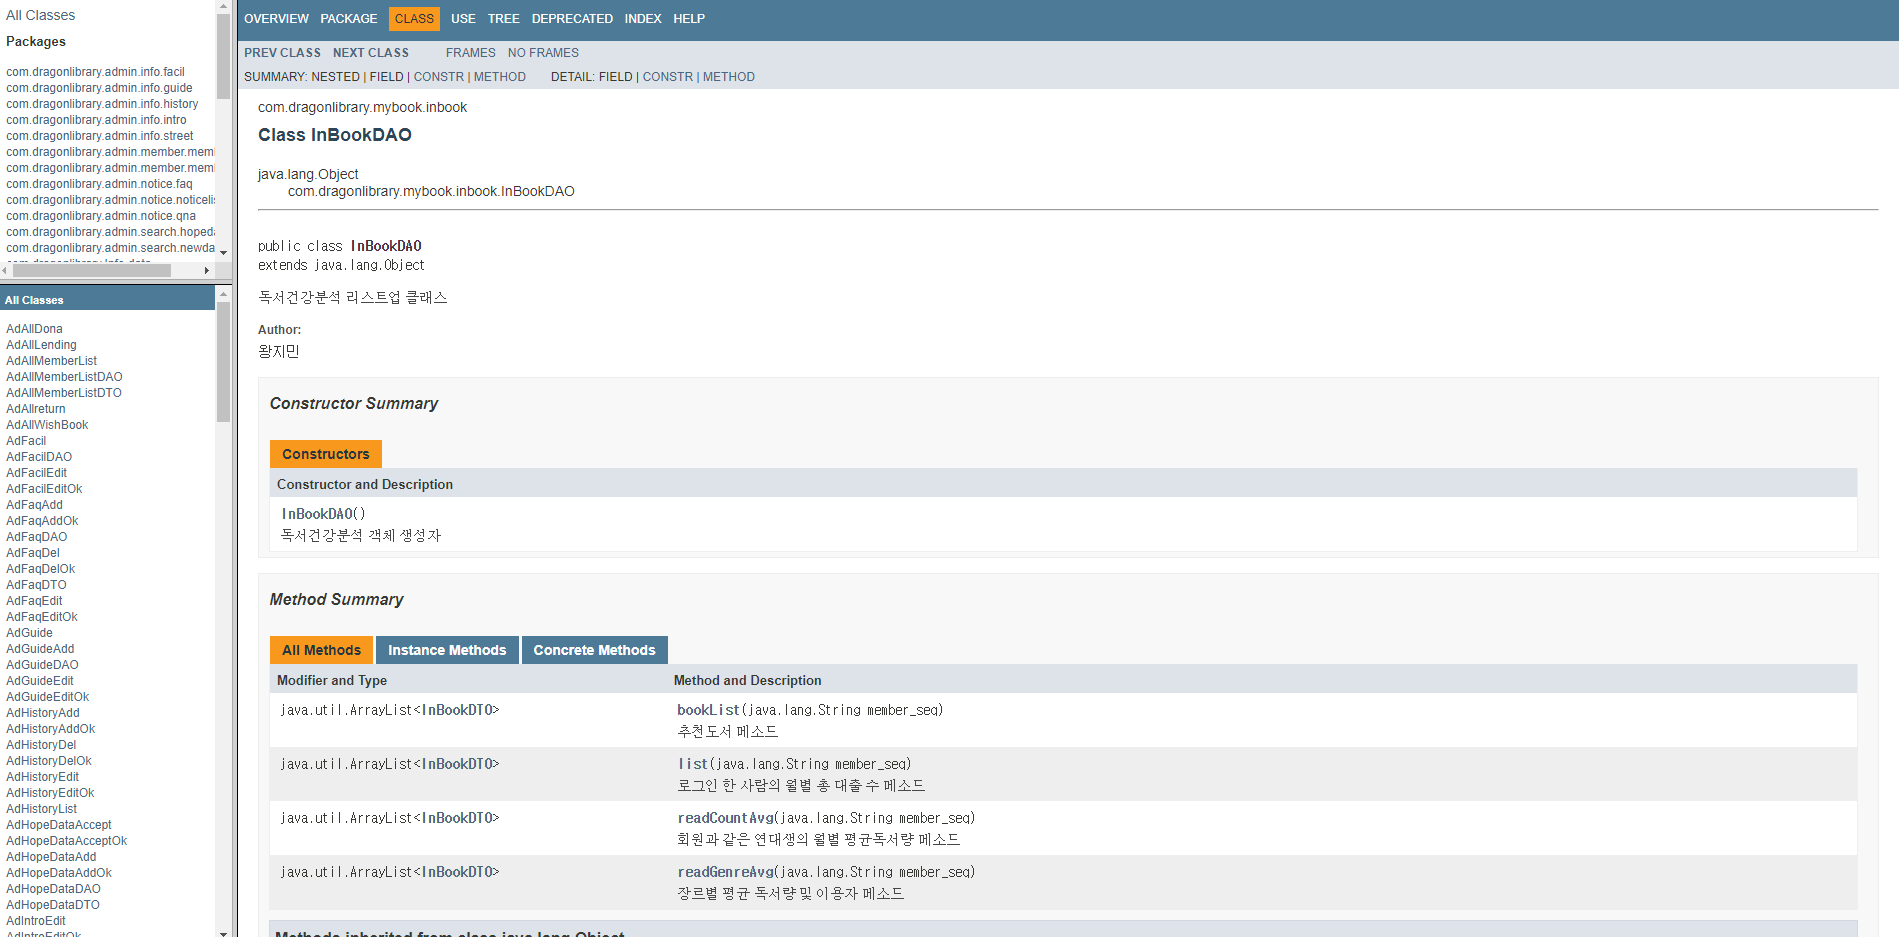 All Classes
Packages
com.dragonlibrary.admin.info.facil
com.dragonlibrary.admin.info.guide
com.dragonlibrary.admin.info.history
com.dragonlibrary.admin.info.intro
com.dragonlibrary.admin.info.street
com.dragonlibrary.admin.member.mem
com.dragonlibrary.admin.member.mem
com.dragonlibrary.admin.notice.faq
com.dragonlibrary.admin.notice.noticelis
com.dragonlibrary.admin.notice.qna
com.dragonlibrary.admin.search.hopeda
com.dragonlibrary.admin.search.newda
All Classes
AdAllDona
AdAllLending
AdAllMemberList
AdAllMemberListDAO
AdAllMemberListDTO
AdAllreturn
AdAllWishBook
AdFacil
AdFacilDAO
AdFacilEdit
AdFacilEditOk
AdFaqAdd
AdFaqAddOk
AdFaqDAO
AdFaqDel
AdFaqDelOk
AdFaqDTO
AdFaqEdit
AdFaqEditOk
AdGuide
AdGuideAdd
AdGuideDAO
AdGuideEdit
AdGuideEditOk
AdHistoryAdd
AdHistoryAddOk
AdHistoryDel
AdHistoryDelOk
AdHistoryEdit
AdHistoryEditOk
AdHistoryList
AdHopeDataAccept
AdHopeDataAcceptOk
AdHopeDataAdd
AdHopeDataAddOk
AdHopeDataDAO
AdHopeDataDTO
AdIntroEdit
AdIntroEditOk
OVERVIEW PACKAGE CLASS USE TREE DEPRECATED INDEX HELP
PREV CLASS NEXT CLASS FRAMES NO FRAMES
SUMMARY: NESTED | FIELD | CONSTR | METHOD DETAIL: FIELD | CONSTR | METHOD
com.dragonlibrary.mybook.inbook
Class InBookDAO
java.lang.Object
com.dragonlibrary.mybook.inbook.InBookDAO
public class InBookDAO
extends java.lang.Object
독서건강분석 리스트업 클래스
Author:
왕지민
Constructor Summary
Constructors
Constructor and Description
InBookDAO()
독서건강분석 객체 생성자
Method Summary
All Methods Instance Methods Concrete Methods
Modifier and Type Method and Description
java.util.ArrayList<InBookDTO> bookList(java.lang.String member_seq)
추천도서 메소드
java.util.ArrayList<InBookDTO> list(java.lang.String member_seq)
로그인 한 사람의 월별 총 대출 수 메소드
java.util.ArrayList<InBookDTO> readCountAvg(java.lang.String member_seq)
회원과 같은 연대생의 월별 평균독서량 메소드
java.util.ArrayList<InBookDTO> readGenreAvg(java.lang.String member_seq)
장르별 평균 독서량 및 이용자 메소드
Methods inherited from class java.lang.Object